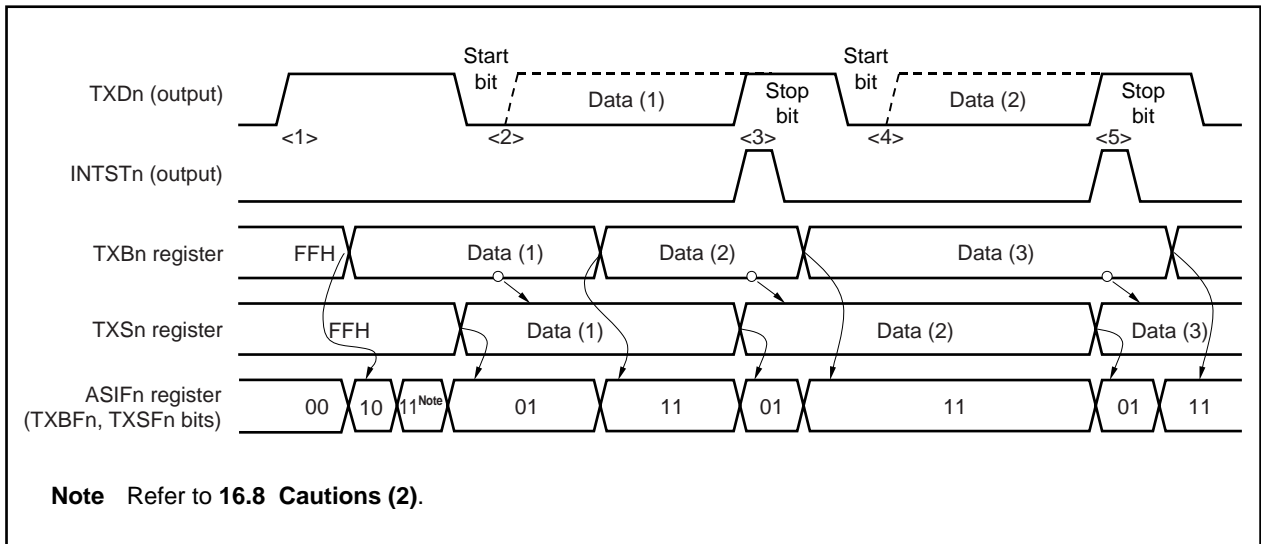 Start bit
Start bit
TXDn (output)
Data (1)
Stop bit
Data (2)
Stop bit
<1>
<2>
<3>
<4>
<5>
INTSTn (output)
TXBn register
FFH
Data (1)
Data (2)
Data (3)
TXSn register
FFH
Data (1)
Data (2)
Data (3)
ASIFn register
(TXBFn, TXSFn bits)
00
10
11Note
01
11
01
11
01
11
Note Refer to 16.8 Cautions (2).